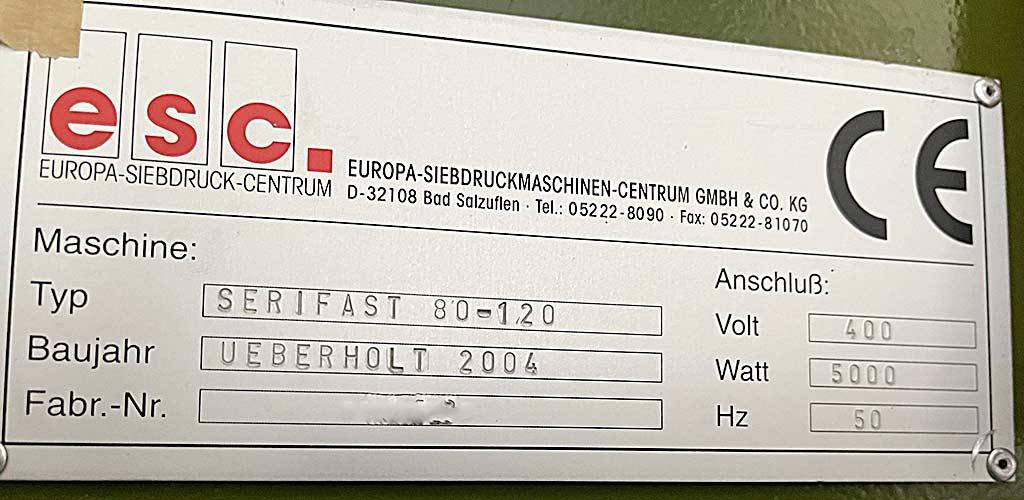 esc.
EUROPA-SIEBDRUCK-CENTRUM
EUROPA-SIEBDRUCKMASCHINEN-CENTRUM GMBH & CO. KG
D-32108 Bad Salzuflen · Tel.: 05222-8090 · Fax: 05222-81070
CE
Maschine:
Typ SERIFAST 80-120
Baujahr UEBERHOLT 2004
Fabr.-Nr.
Anschluß:
Volt 400
Watt 5000
Hz 50